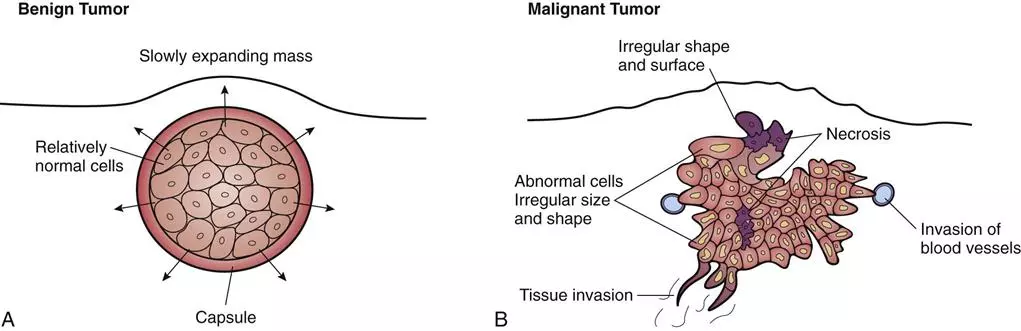 Benign Tumor
Slowly expanding mass
Relatively
normal cells
Capsule
A
Malignant Tumor
Irregular shape
and surface
Necrosis
Abnormal cells
Irregular size
and shape
Invasion of
blood vessels
Tissue invasion
B